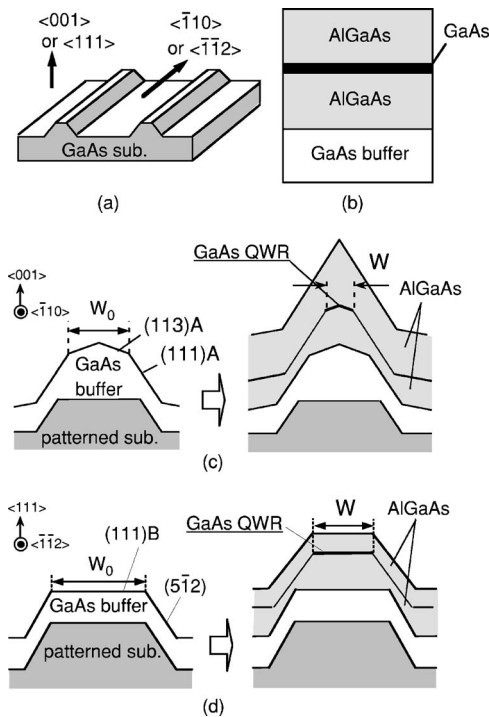 <001>
or <111>
<1̄10>
or <1̄1̄2>
GaAs sub.
(a)
AlGaAs
GaAs
AlGaAs
GaAs buffer
(b)
<001>
<1̄10>
W₀
(113)A
(111)A
GaAs
buffer
patterned sub.
GaAs QWR
W
AlGaAs
(c)
<111>
<1̄1̄2>
(111)B
W₀
GaAs buffer
(51̄2)
patterned sub.
GaAs QWR
W
AlGaAs
(d)